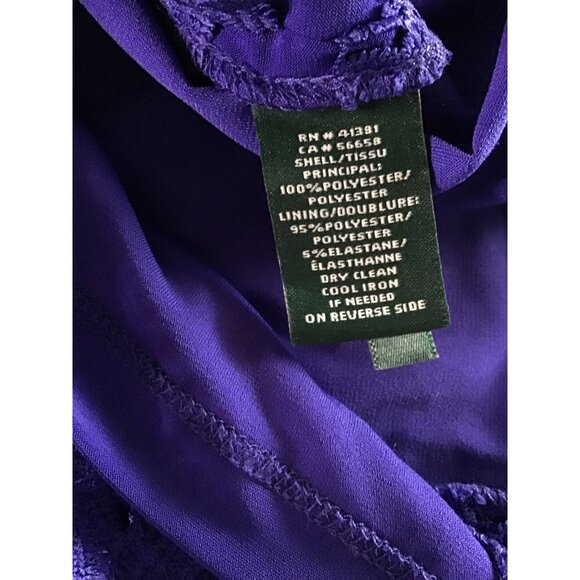 RN # 41381
CA # 56658
SHELL/TISSU
PRINCIPAL:
100%POLYESTER/
POLYESTER
LINING/DOUBLURE:
95%POLYESTER/
POLYESTER
5%ELASTANE/
ÉLASTHANNE
DRY CLEAN
COOL IRON
IF NEEDED
ON REVERSE SIDE